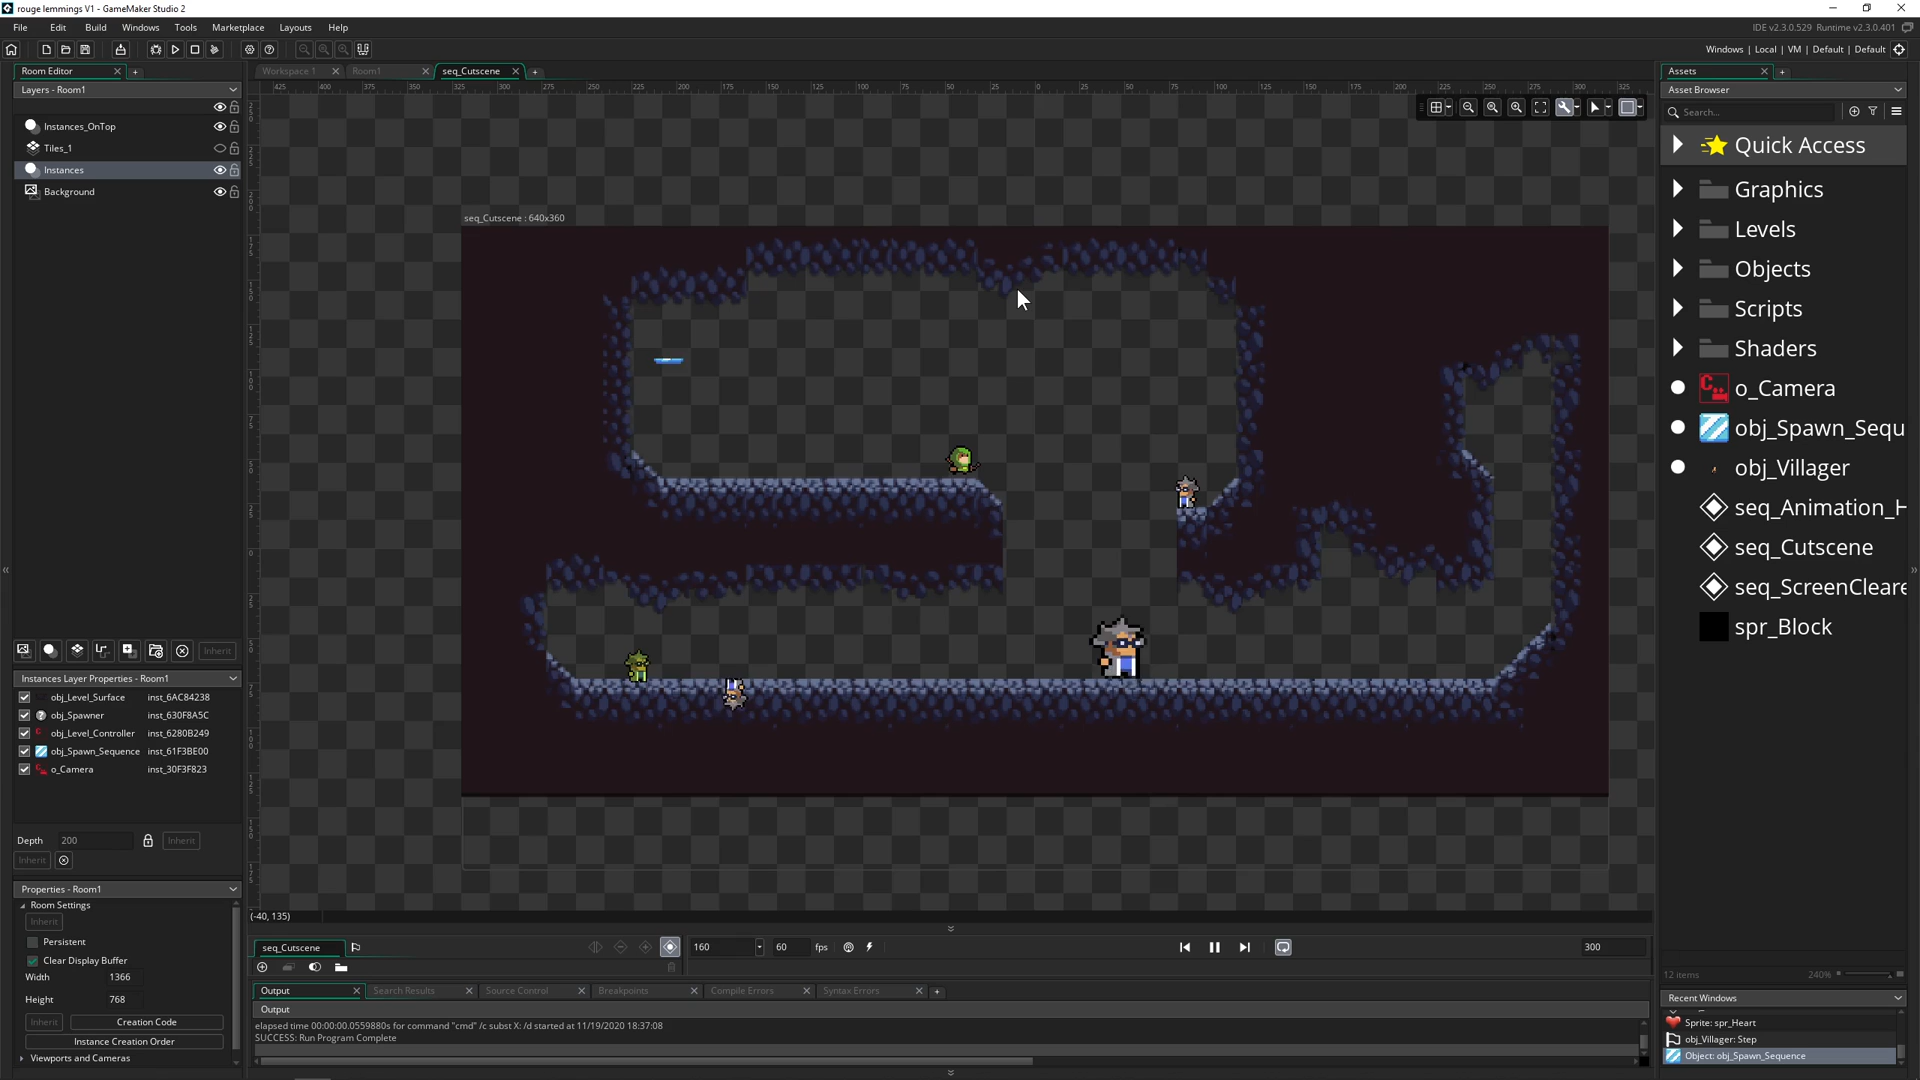 rouge lemmings V1 - GameMaker Studio 2
File Edit Build Windows Tools Marketplace Layouts Help
IDE v2.3.0.529 Runtime v2.3.0.401
Windows | Local | VM | Default | Default
Room Editor
Workspace 1
Room1
seq_Cutscene
Assets
Layers - Room1
Asset Browser
Search...
Instances_OnTop
Tiles_1
Instances
Background
seq_Cutscene : 640x360
Quick Access
Graphics
Levels
Objects
Scripts
Shaders
o_Camera
obj_Spawn_Sequ
obj_Villager
seq_Animation_H
seq_Cutscene
seq_ScreenCleare
spr_Block
Inherit
Instances Layer Properties - Room1
obj_Level_Surface inst_6AC84238
obj_Spawner inst_630F8A5C
obj_Level_Controller inst_6280B249
obj_Spawn_Sequence inst_61F3BE00
o_Camera inst_30F3F823
Depth 200 Inherit
Inherit
Properties - Room1
Room Settings
Inherit
Persistent
Clear Display Buffer
Width 1366
Height 768
Inherit Creation Code
Instance Creation Order
Viewports and Cameras
(-40, 135)
seq_Cutscene
160 60 fps
300
Output Search Results Source Control Breakpoints Compile Errors Syntax Errors
Output
elapsed time 00:00:00.0559880s for command "cmd" /c subst X: /d started at 11/19/2020 18:37:08
SUCCESS: Run Program Complete
12 items 240%
Recent Windows
Sprite: spr_Heart
obj_Villager: Step
Object: obj_Spawn_Sequence